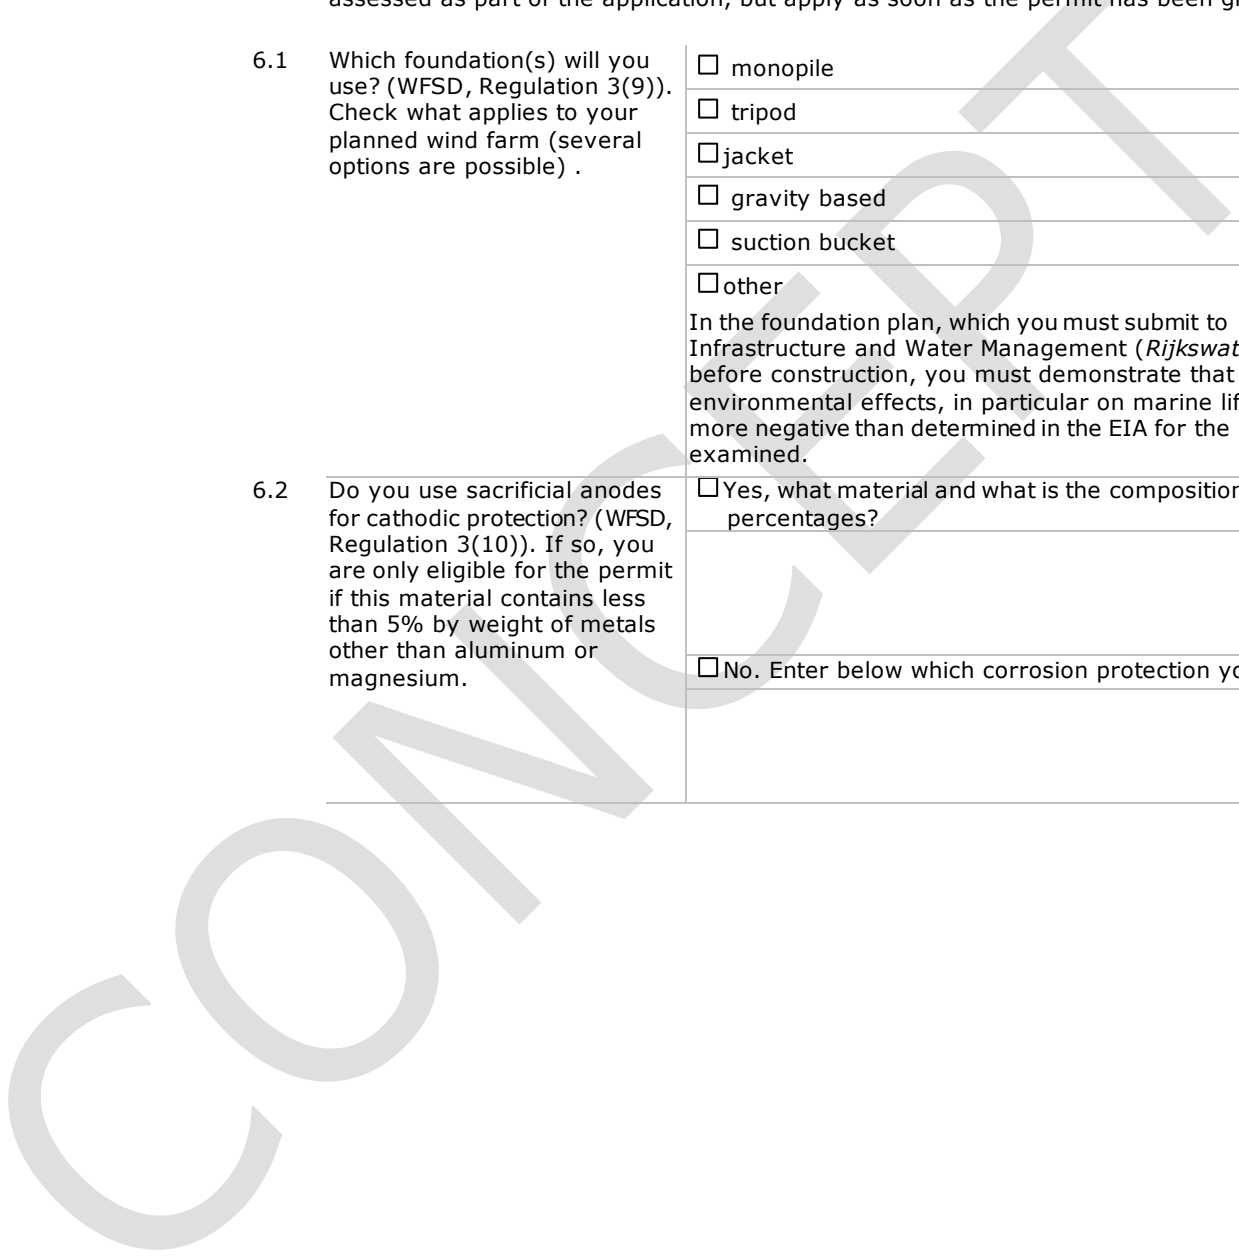 assessed as part of the application, but apply as soon as the permit has been
6.1 Which foundation(s) will you
use? (WFSD, Regulation 3(9)).
Check what applies to your
planned wind farm (several
options are possible) .
☐ monopile
☐ tripod
☐ jacket
☐ gravity based
☐ suction bucket
☐ other
In the foundation plan, which you must submit to
Infrastructure and Water Management (Rijkswat
before construction, you must demonstrate that
environmental effects, in particular on marine lif
more negative than determined in the EIA for the
examined.
6.2 Do you use sacrificial anodes
for cathodic protection? (WFSD,
Regulation 3(10)). If so, you
are only eligible for the permit
if this material contains less
than 5% by weight of metals
other than aluminum or
magnesium.
☐ Yes, what material and what is the composition
percentages?
☐ No. Enter below which corrosion protection yo
CONCEPT